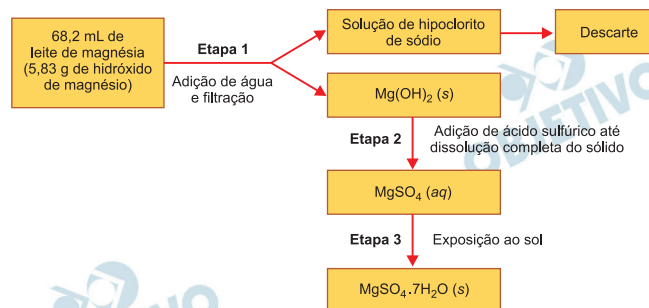 68,2 mL de
leite de magnésia
(5,83 g de hidróxido
de magnésio)
Etapa 1
Adição de água
e filtração
Solução de hipoclorito
de sódio
Descarte
Mg(OH)2 (s)
Etapa 2
Adição de ácido sulfúrico até
dissolução completa do sólido
MgSO4 (aq)
Etapa 3
Exposição ao sol
MgSO4.7H2O (s)
OBJETIVO